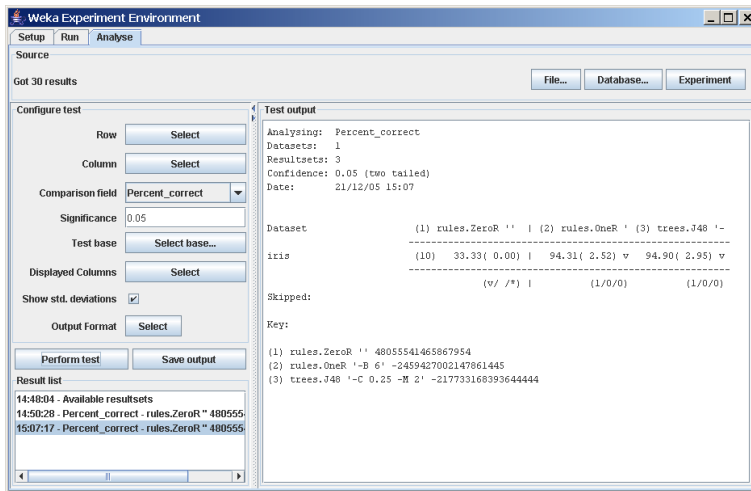 Weka Experiment Environment
Setup Run Analyse
Source
Got 30 results
File... Database... Experiment
Configure test
Row Select
Column Select
Comparison field Percent_correct
Significance 0.05
Test base Select base...
Displayed Columns Select
Show std. deviations
Output Format Select
Perform test Save output
Result list
14:48:04 - Available resultsets
14:50:28 - Percent_correct - rules.ZeroR '' 480555
15:07:17 - Percent_correct - rules.ZeroR '' 480555
Test output
Analysing: Percent_correct
Datasets: 1
Resultsets: 3
Confidence: 0.05 (two tailed)
Date: 21/12/05 15:07
Dataset (1) rules.ZeroR '' | (2) rules.OneR ' (3) trees.J48 '-
iris (10) 33.33( 0.00) | 94.31( 2.52) v 94.90( 2.95) v
(v/ /*) | (1/0/0) (1/0/0)
Skipped:
Key:
(1) rules.ZeroR '' 48055541465867954
(2) rules.OneR '-B 6' -2459427002147861445
(3) trees.J48 '-C 0.25 -M 2' -217733168393644444